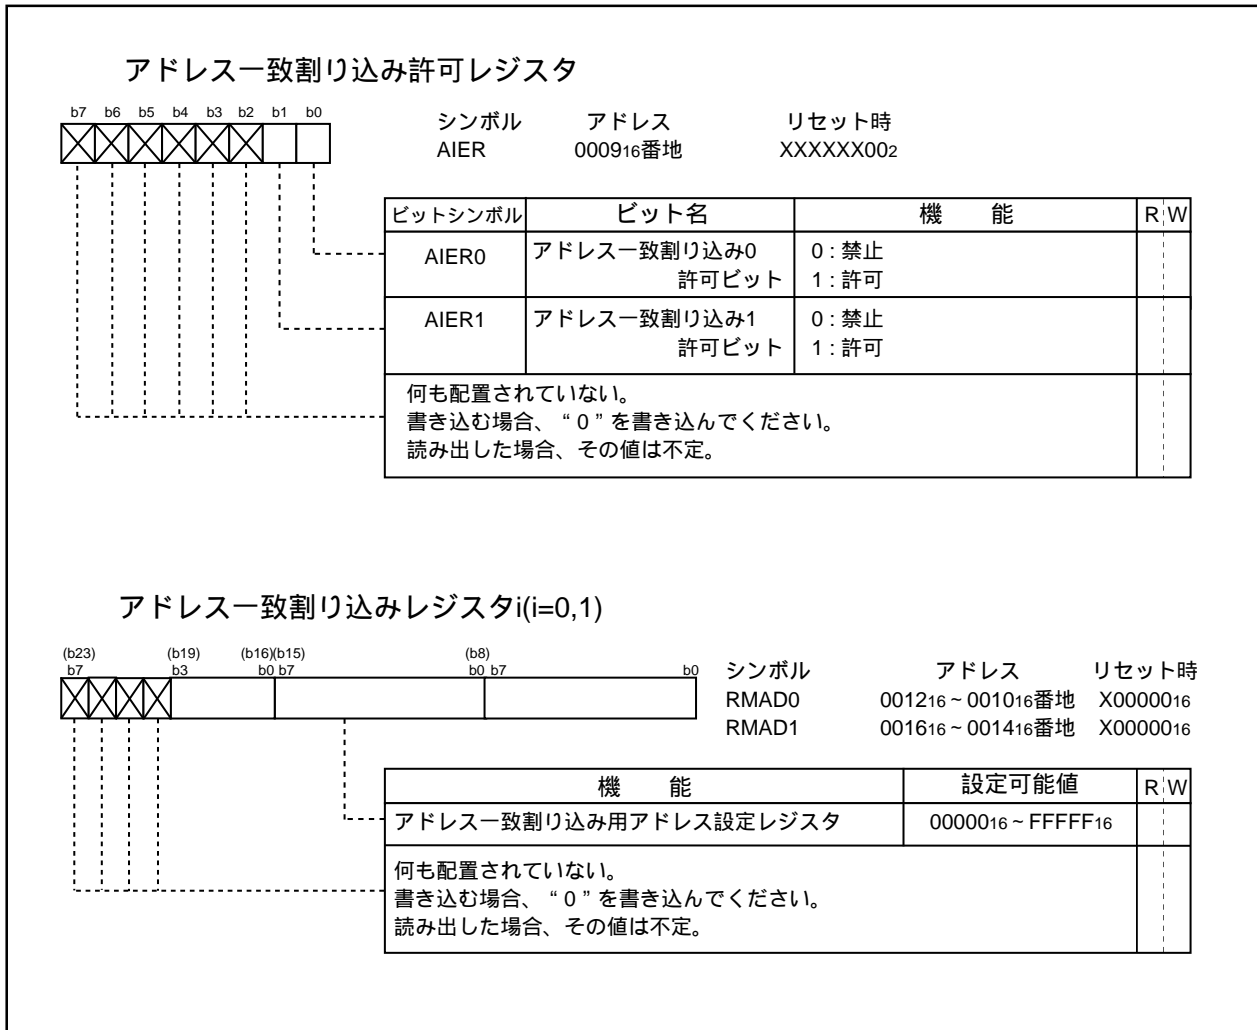 アドレス一致割り込み許可レジスタ
b7 b6 b5 b4 b3 b2 b1 b0
シンボル アドレス リセット時
AIER 000916番地 XXXXXX002
ビットシンボル ビット名 機 能 R W
AIER0 アドレス一致割り込み0 0 : 禁止
許可ビット 1 : 許可
AIER1 アドレス一致割り込み1 0 : 禁止
許可ビット 1 : 許可
何も配置されていない。
書き込む場合、“ 0 ” を書き込んでください。
読み出した場合、その値は不定。
アドレス一致割り込みレジスタi(i=0,1)
(b23) (b19) (b16)(b15) (b8)
b7 b3 b0 b7 b0 b7 b0
シンボル アドレス リセット時
RMAD0 001216 ~ 001016番地 X0000016
RMAD1 001616 ~ 001416番地 X0000016
機 能 設定可能値 R W
アドレス一致割り込み用アドレス設定レジスタ 0000016 ~ FFFFF16
何も配置されていない。
書き込む場合、“ 0 ” を書き込んでください。
読み出した場合、その値は不定。